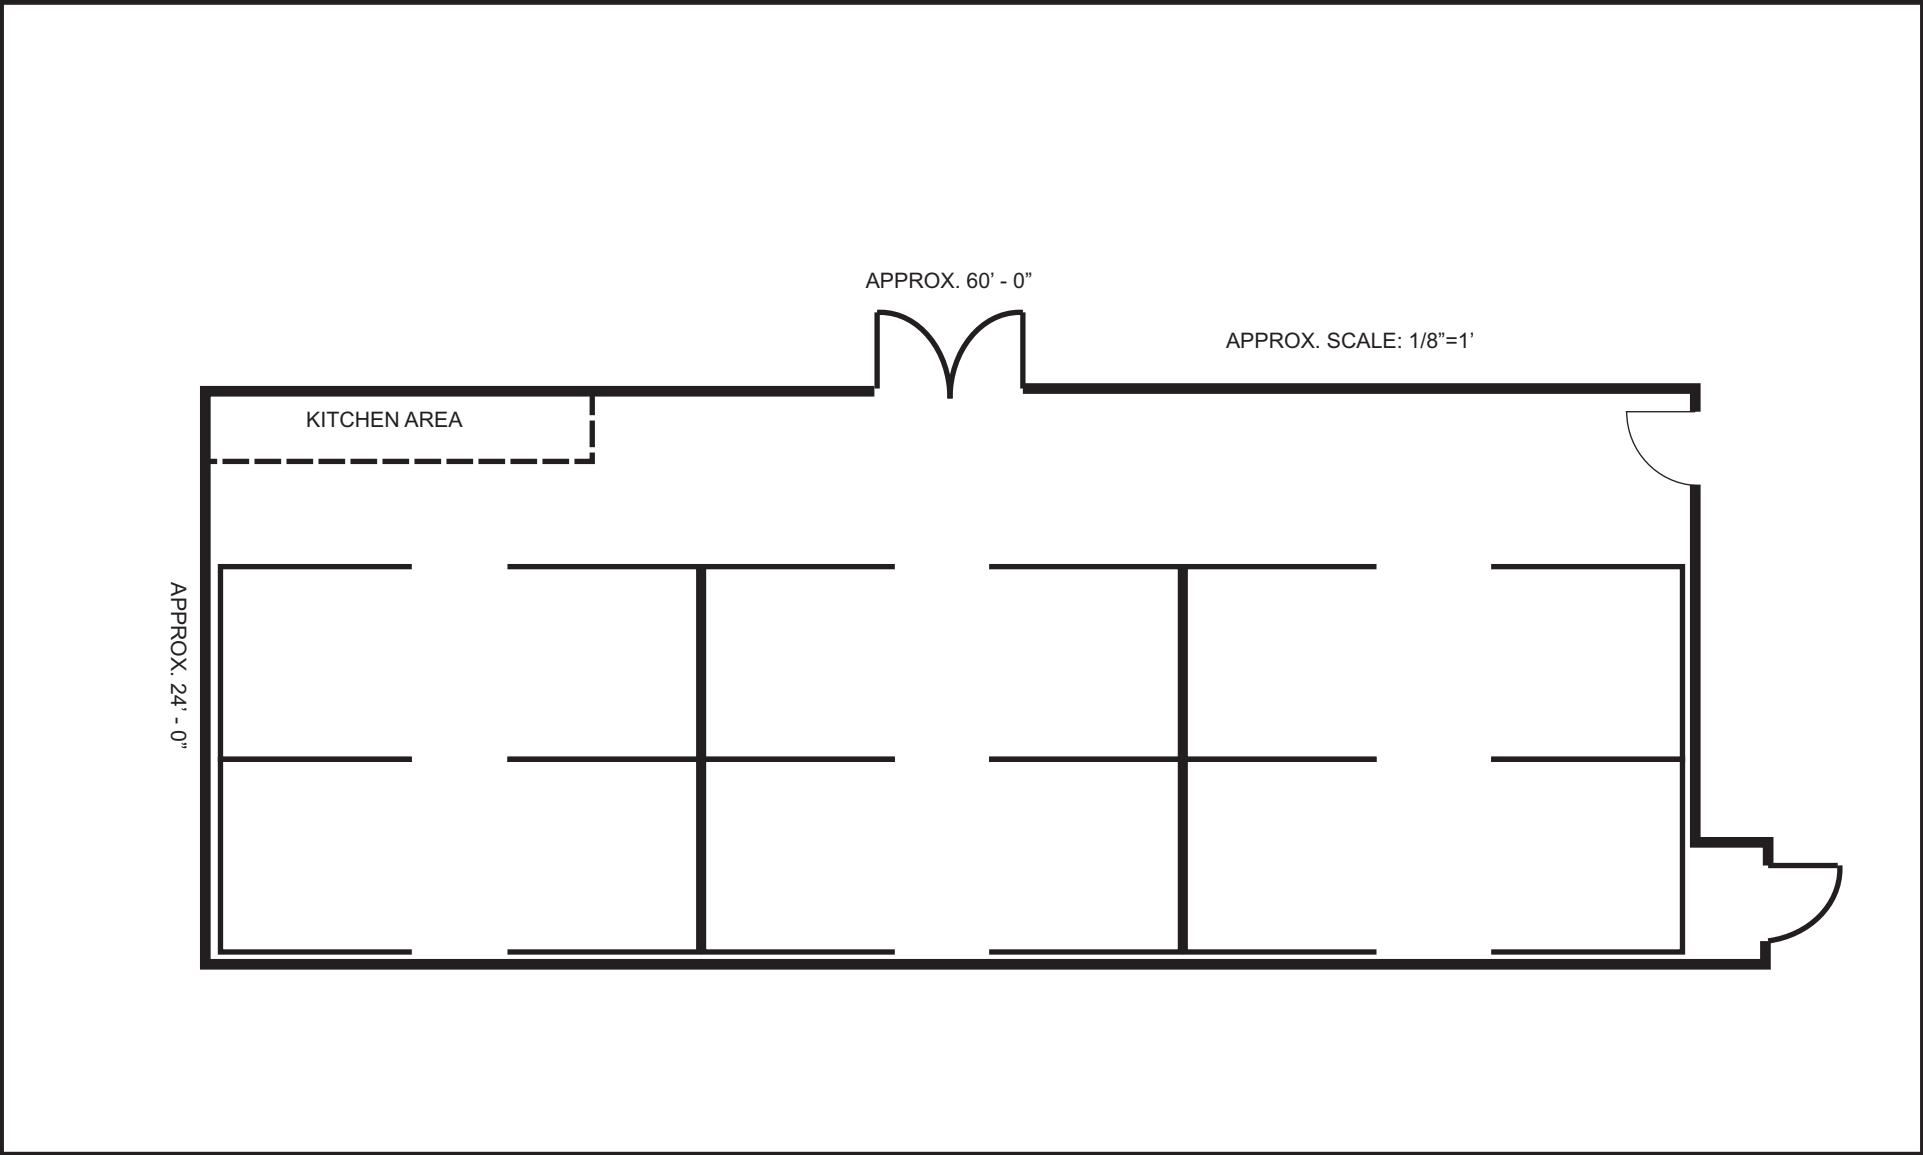 APPROX. 60’ - 0”
APPROX. SCALE: 1/8”=1’
KITCHEN AREA
APPROX. 24’ - 0”